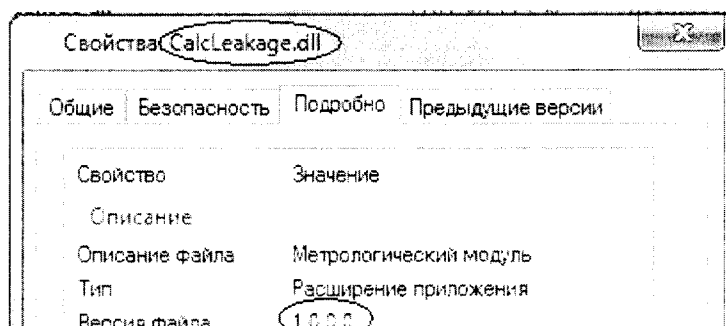 Свойства: CalcLeakage.dll
Общие Безопасность Подробно Предыдущие версии
Свойство Значение
Описание
Описание файла Метрологический модуль
Тип Расширение приложения
Версия файла 1.0.0.0